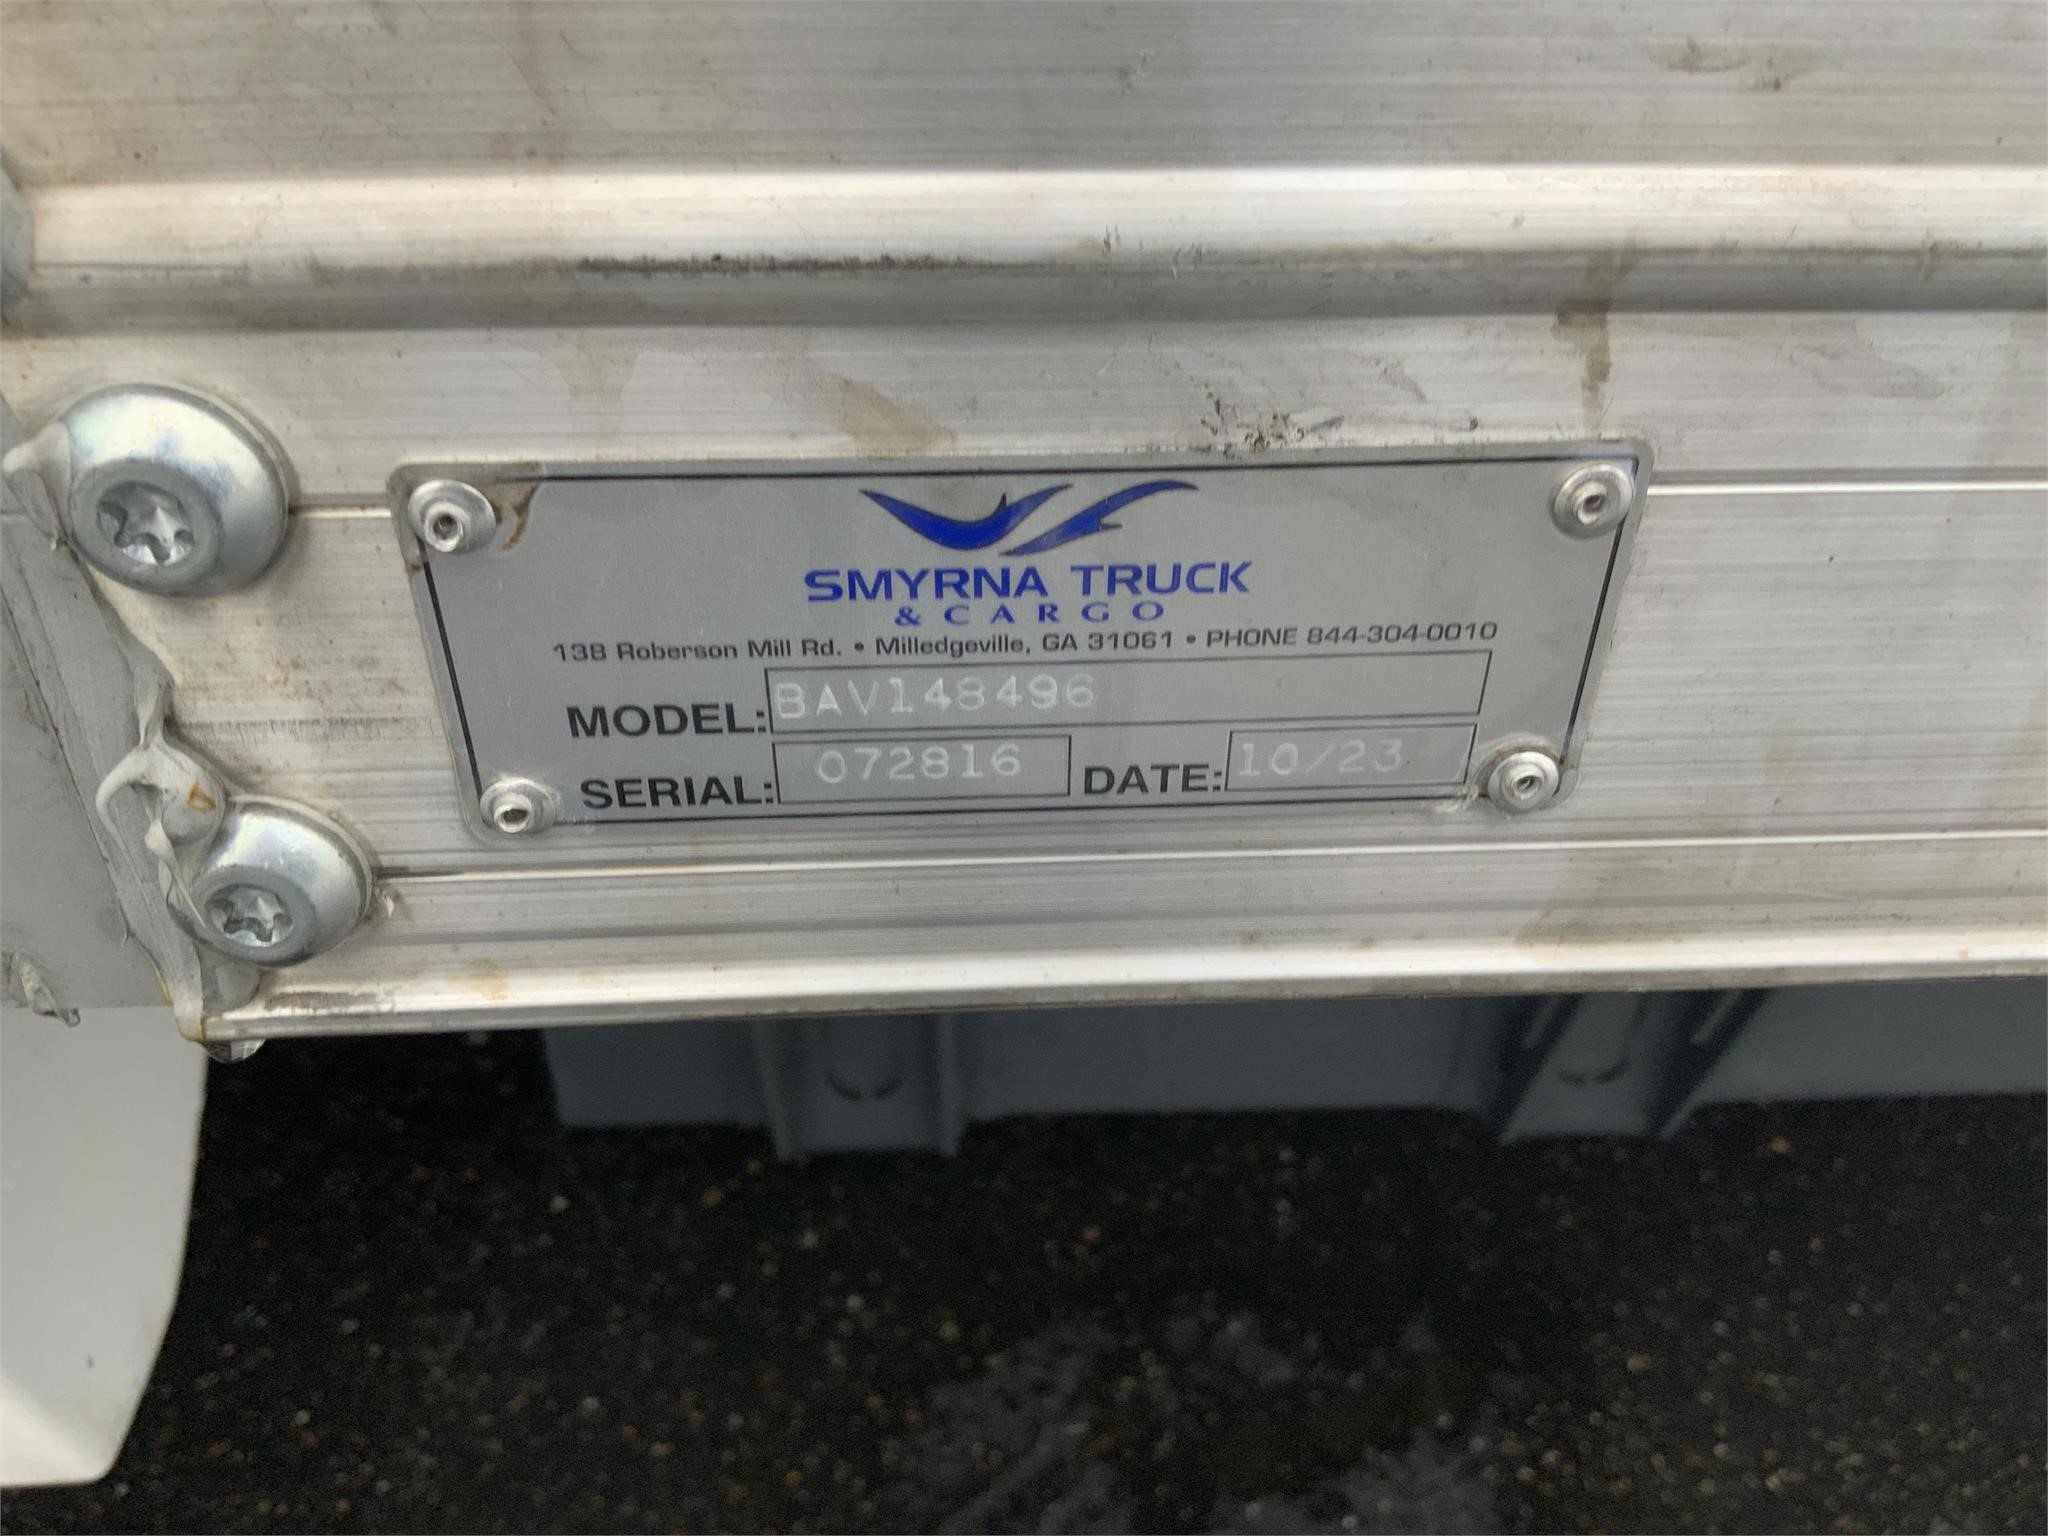 SMYRNA TRUCK
& CARGO
138 Roberson Mill Rd. • Milledgeville, GA 31061 • PHONE 844-304-0010
MODEL: BAV148496
SERIAL: 072816 DATE: 10/23